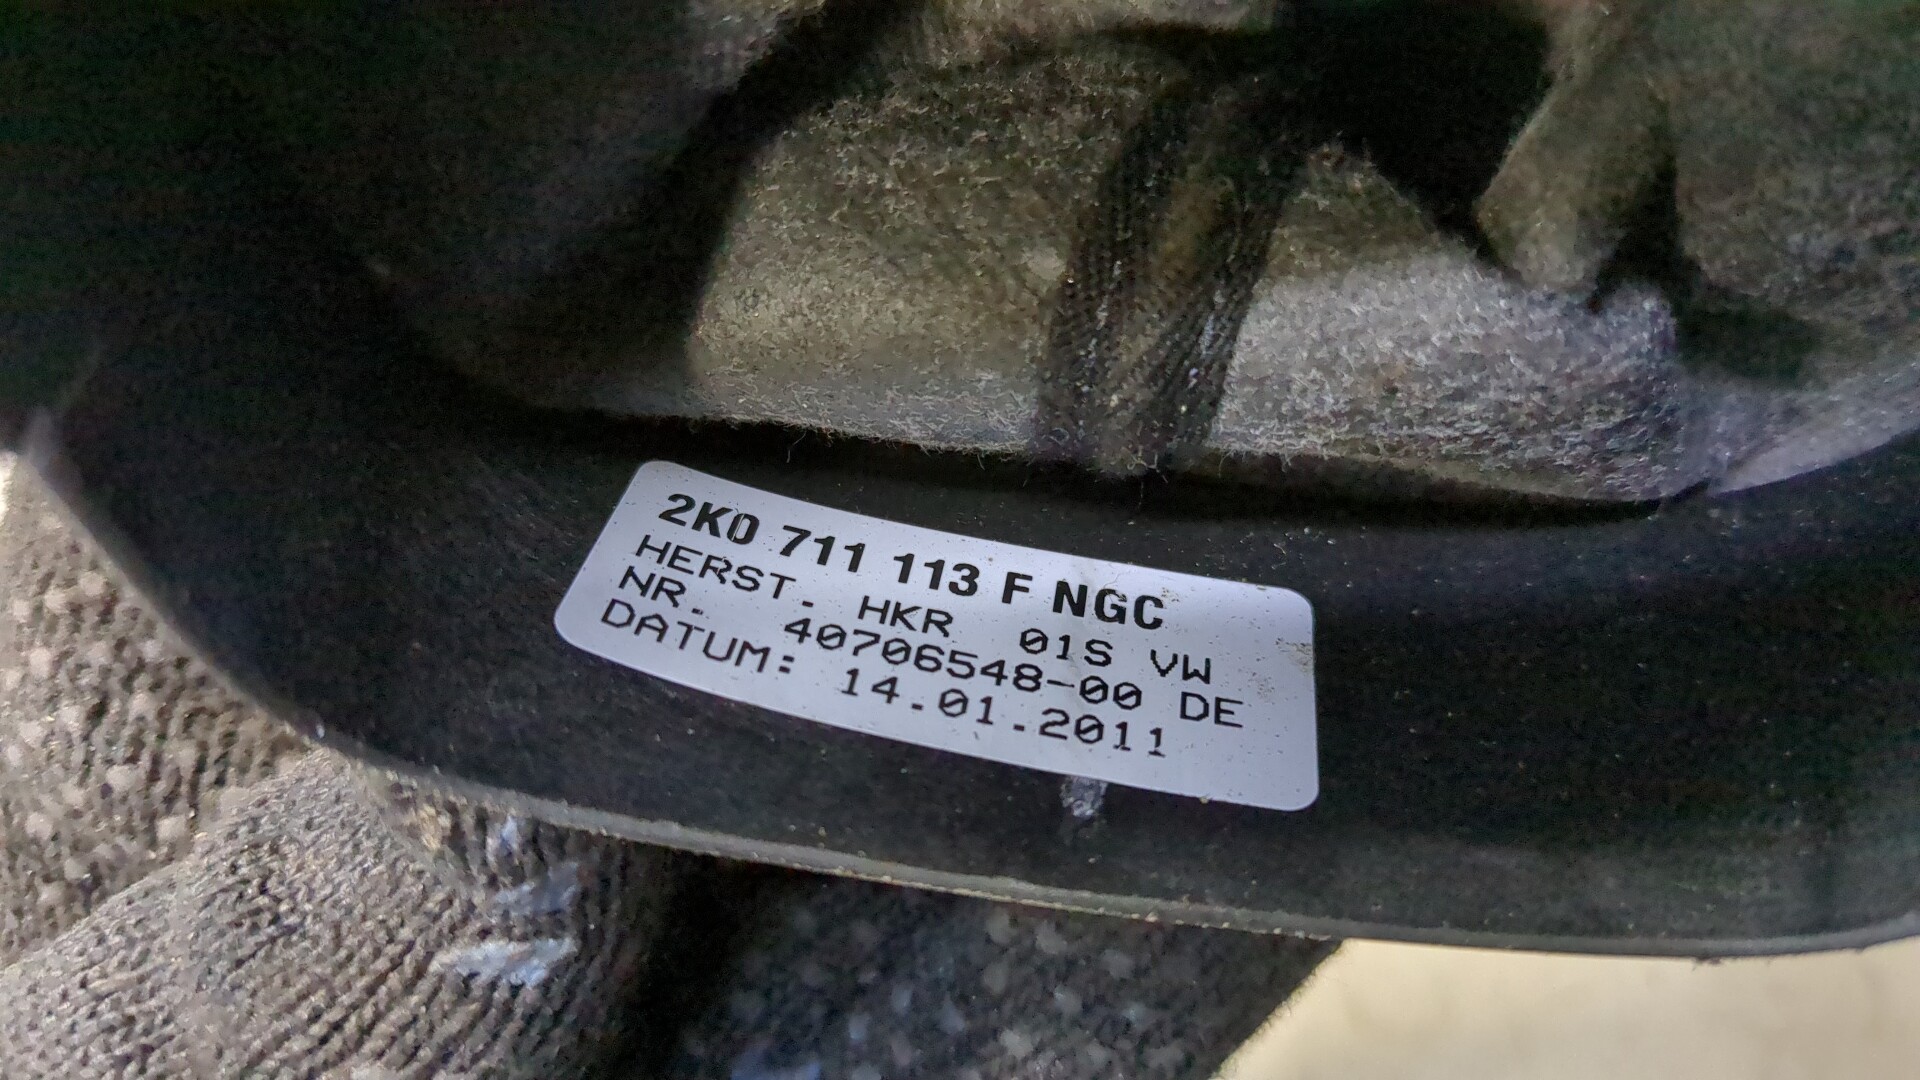 2K0 711 113 F NGC
HERST. HKR 01S VW
NR. 40706548-00 DE
DATUM: 14.01.2011